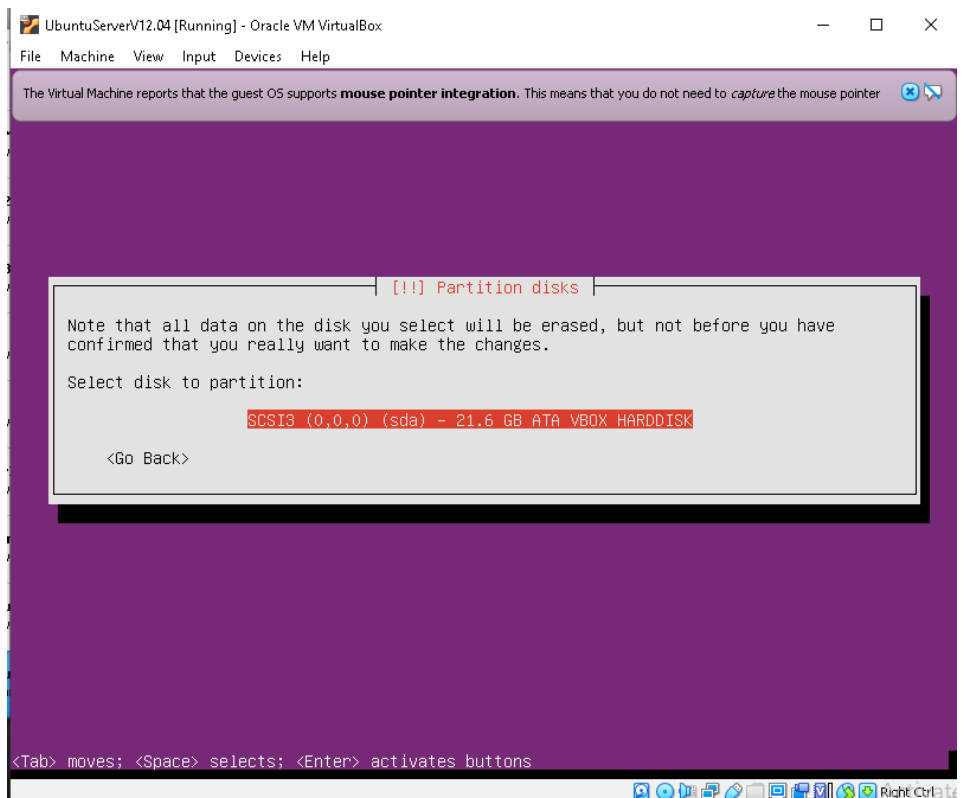 UbuntuServerV12.04 [Running] - Oracle VM VirtualBox
File Machine View Input Devices Help
The Virtual Machine reports that the guest OS supports mouse pointer integration. This means that you do not need to capture the mouse pointer
[!!] Partition disks
Note that all data on the disk you select will be erased, but not before you have
confirmed that you really want to make the changes.
Select disk to partition:
SCSI3 (0,0,0) (sda) - 21.6 GB ATA VBOX HARDDISK
<Go Back>
<Tab> moves; <Space> selects; <Enter> activates buttons
Right Ctrl